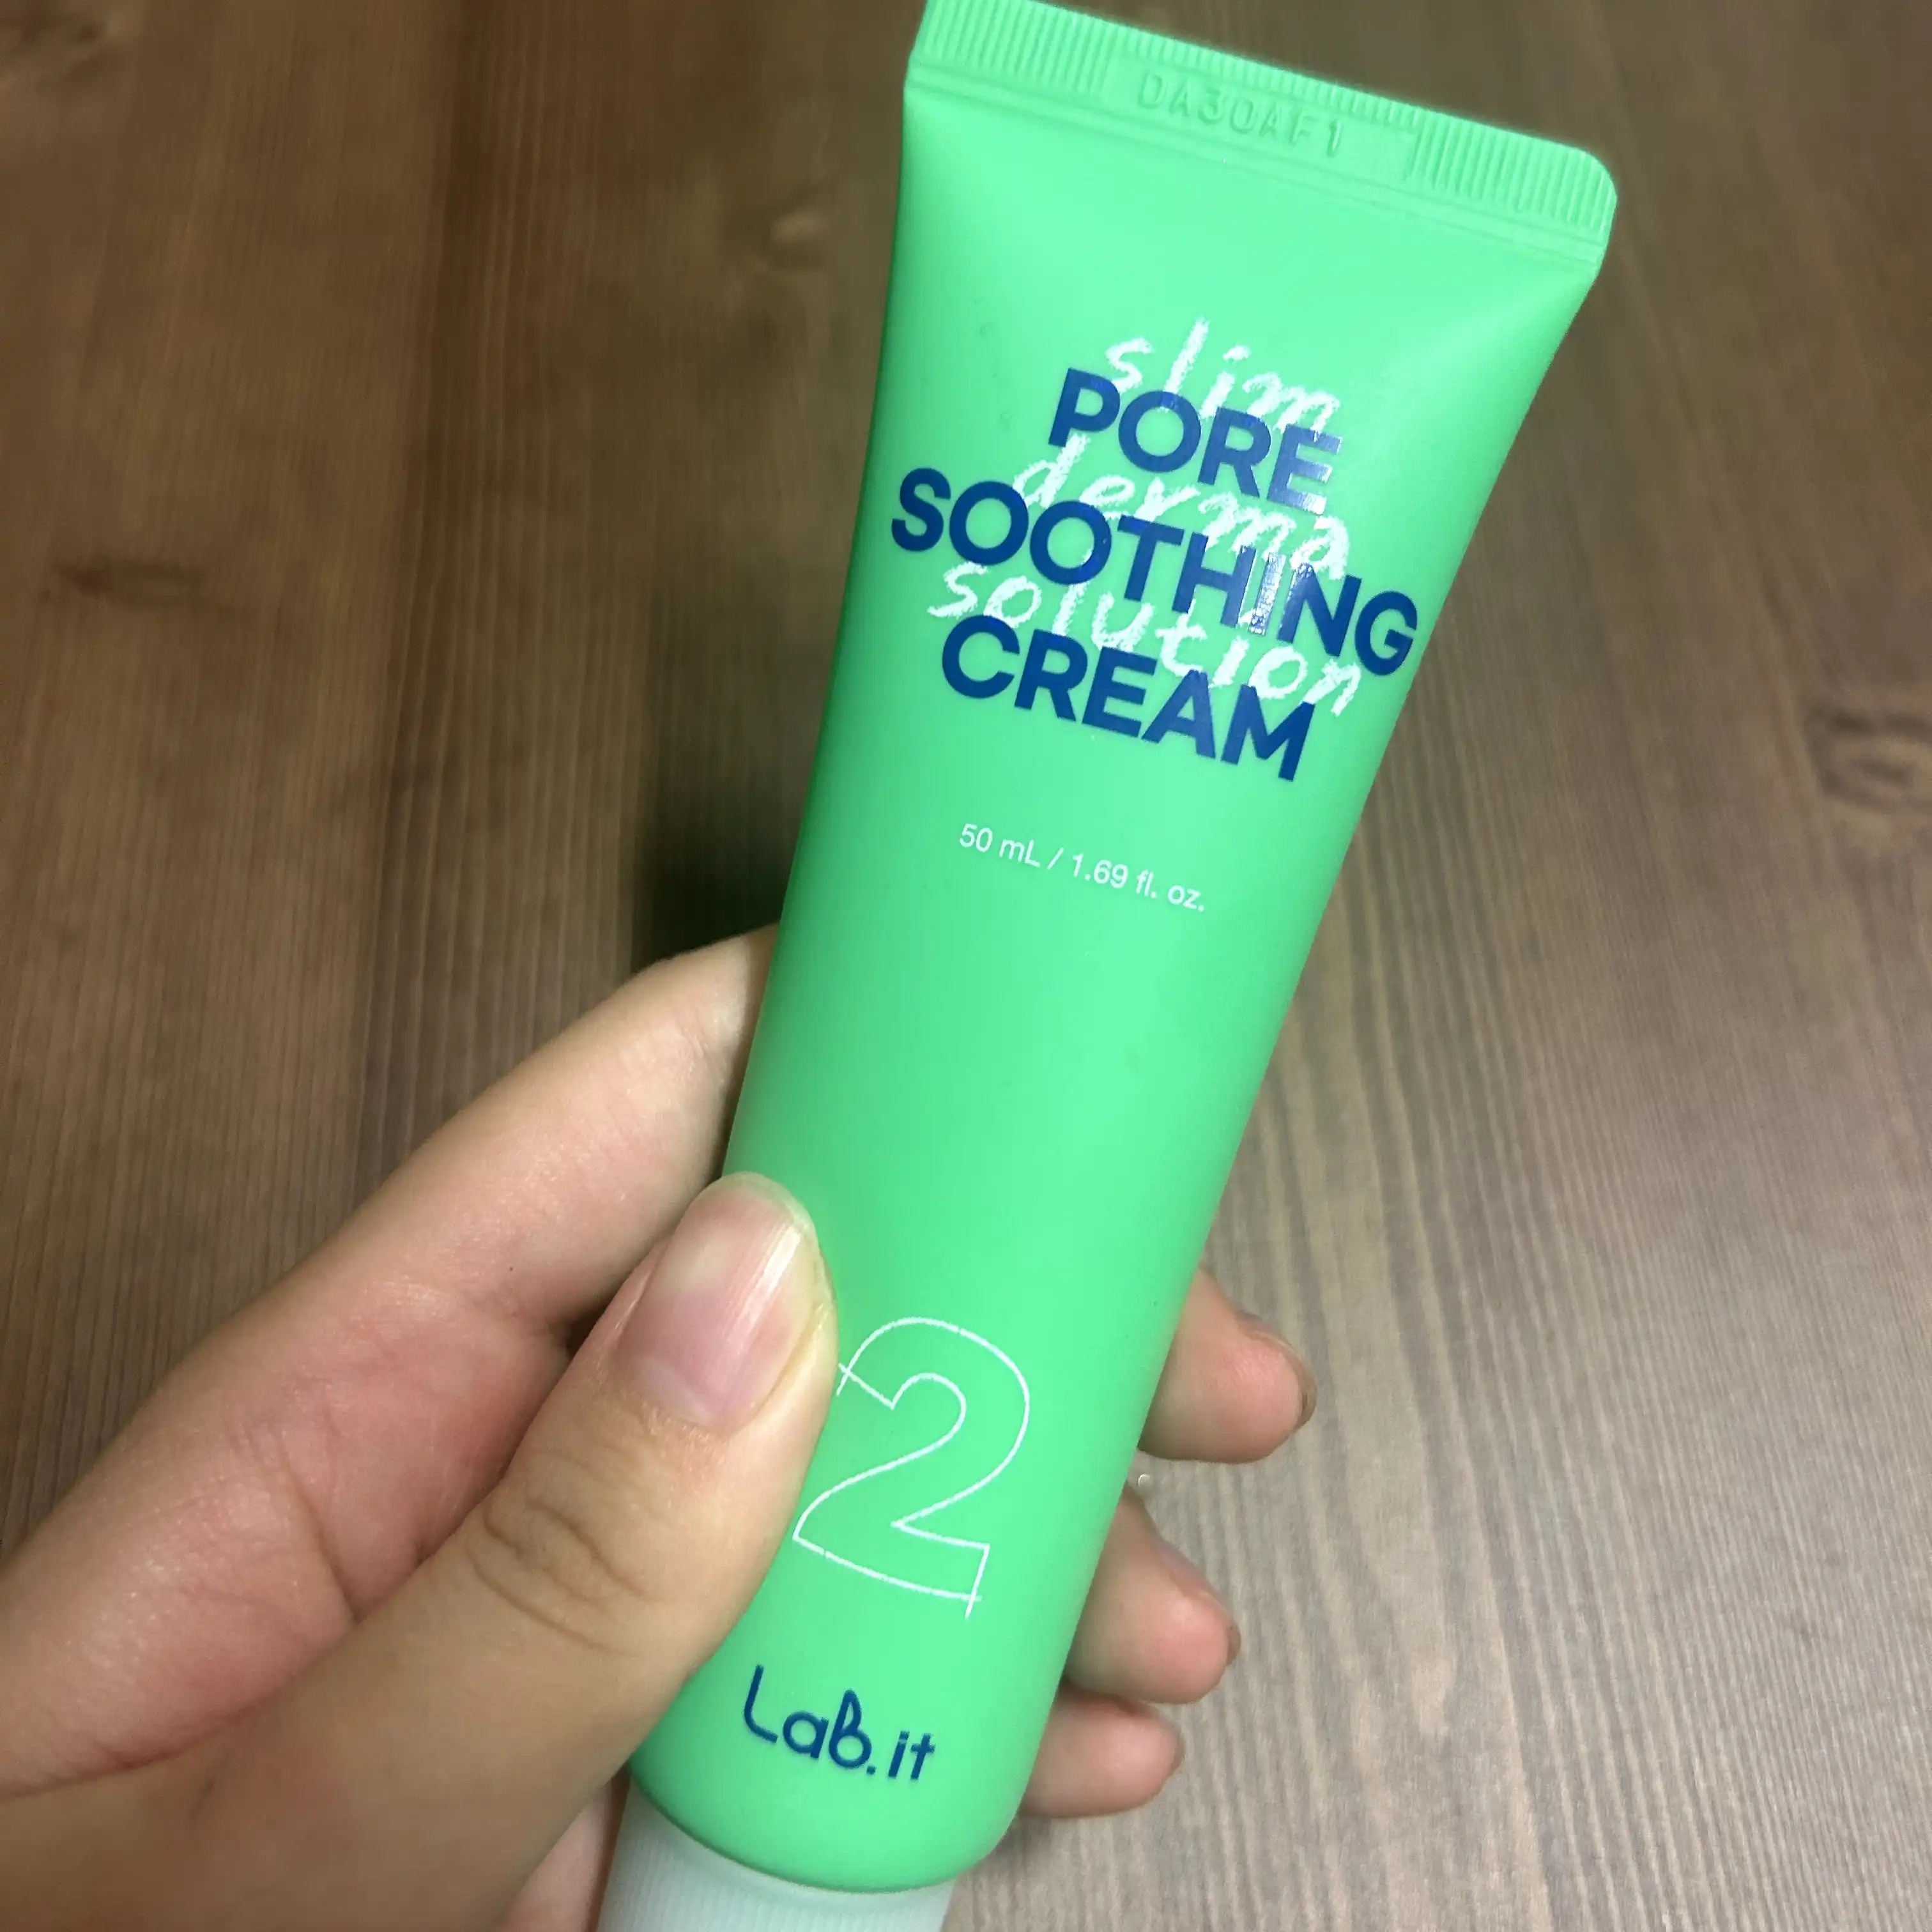 DA30AF1
slim
PORE
derma
SOOTHING
solution
CREAM
50 mL / 1.69 fl. oz.
2
Lab.it